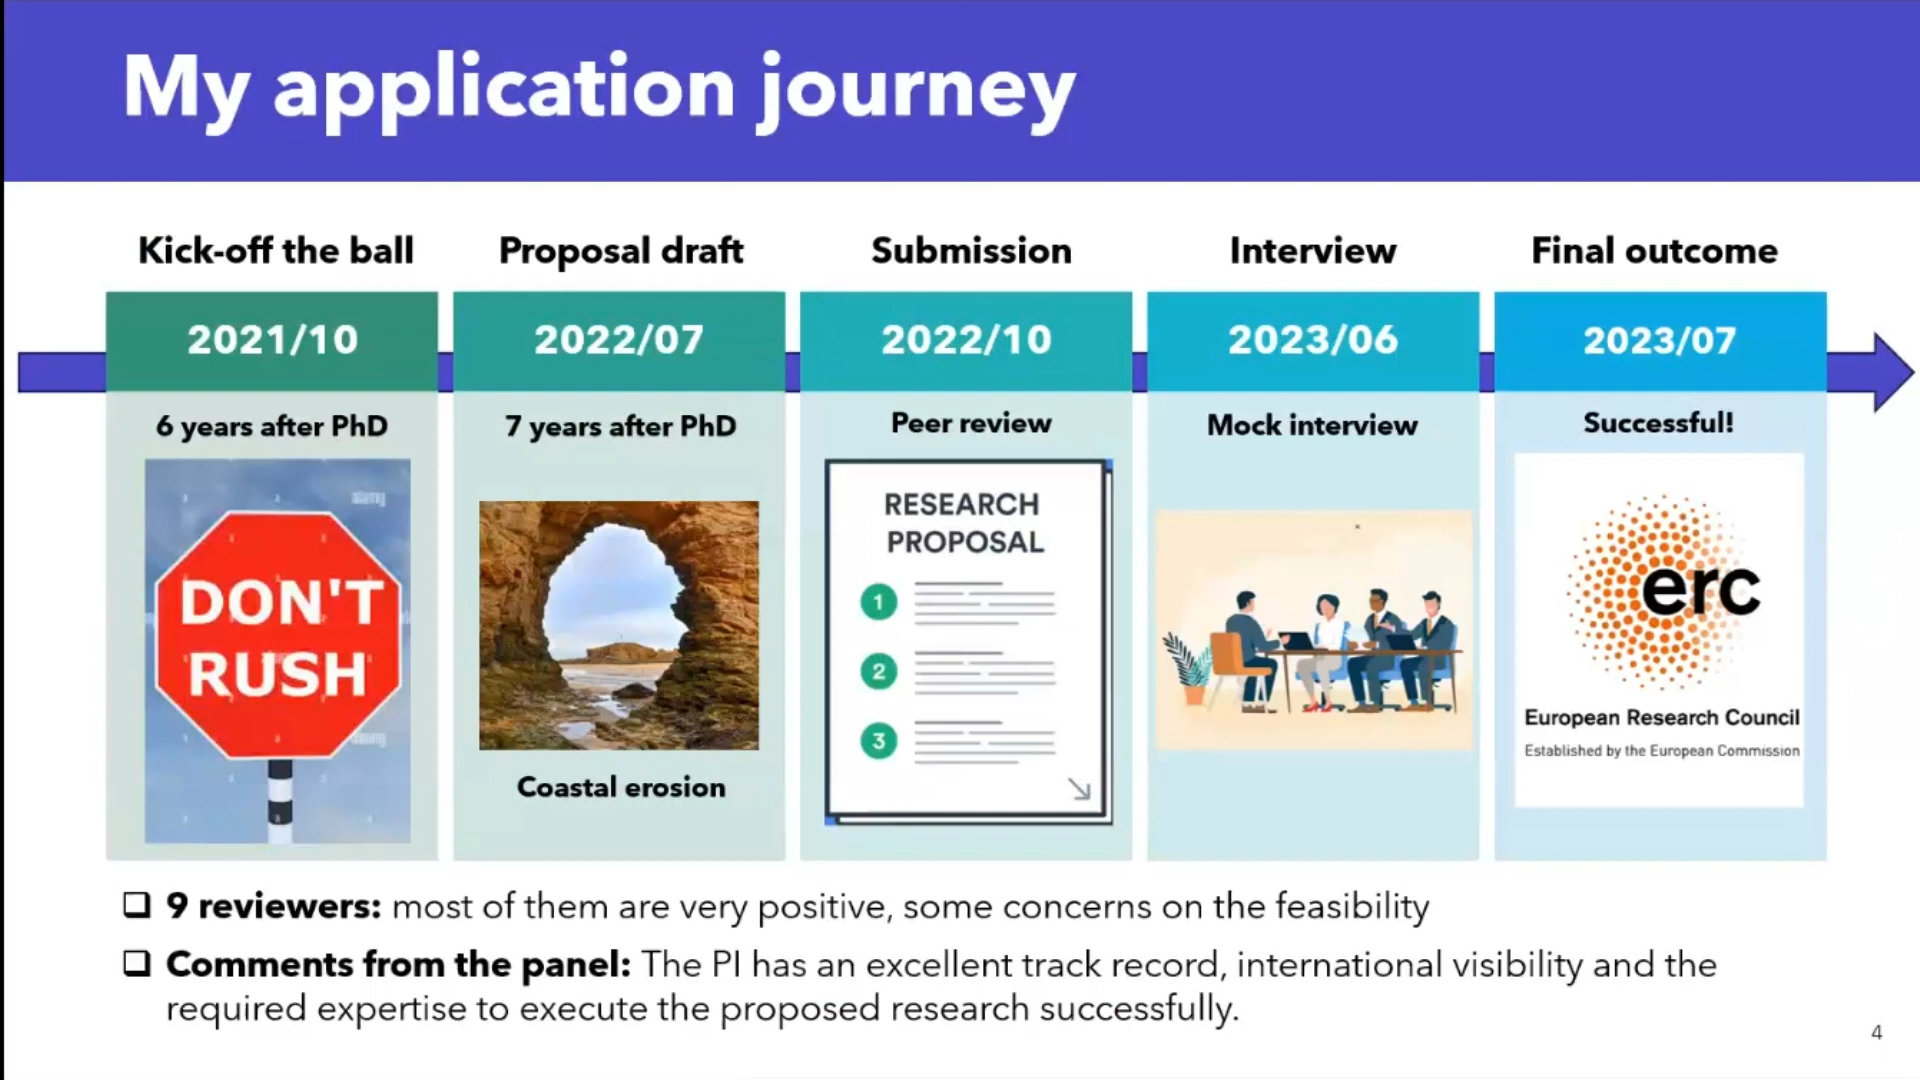 My application journey
Kick-off the ball
Proposal draft
Submission
Interview
Final outcome
2021/10
2022/07
2022/10
2023/06
2023/07
6 years after PhD
7 years after PhD
Peer review
Mock interview
Successful!
alamy
DON'T
RUSH
alamy
Coastal erosion
RESEARCH
PROPOSAL
1
2
3
erc
European Research Council
Established by the European Commission
9 reviewers: most of them are very positive, some concerns on the feasibility
Comments from the panel: The PI has an excellent track record, international visibility and the
required expertise to execute the proposed research successfully.
4